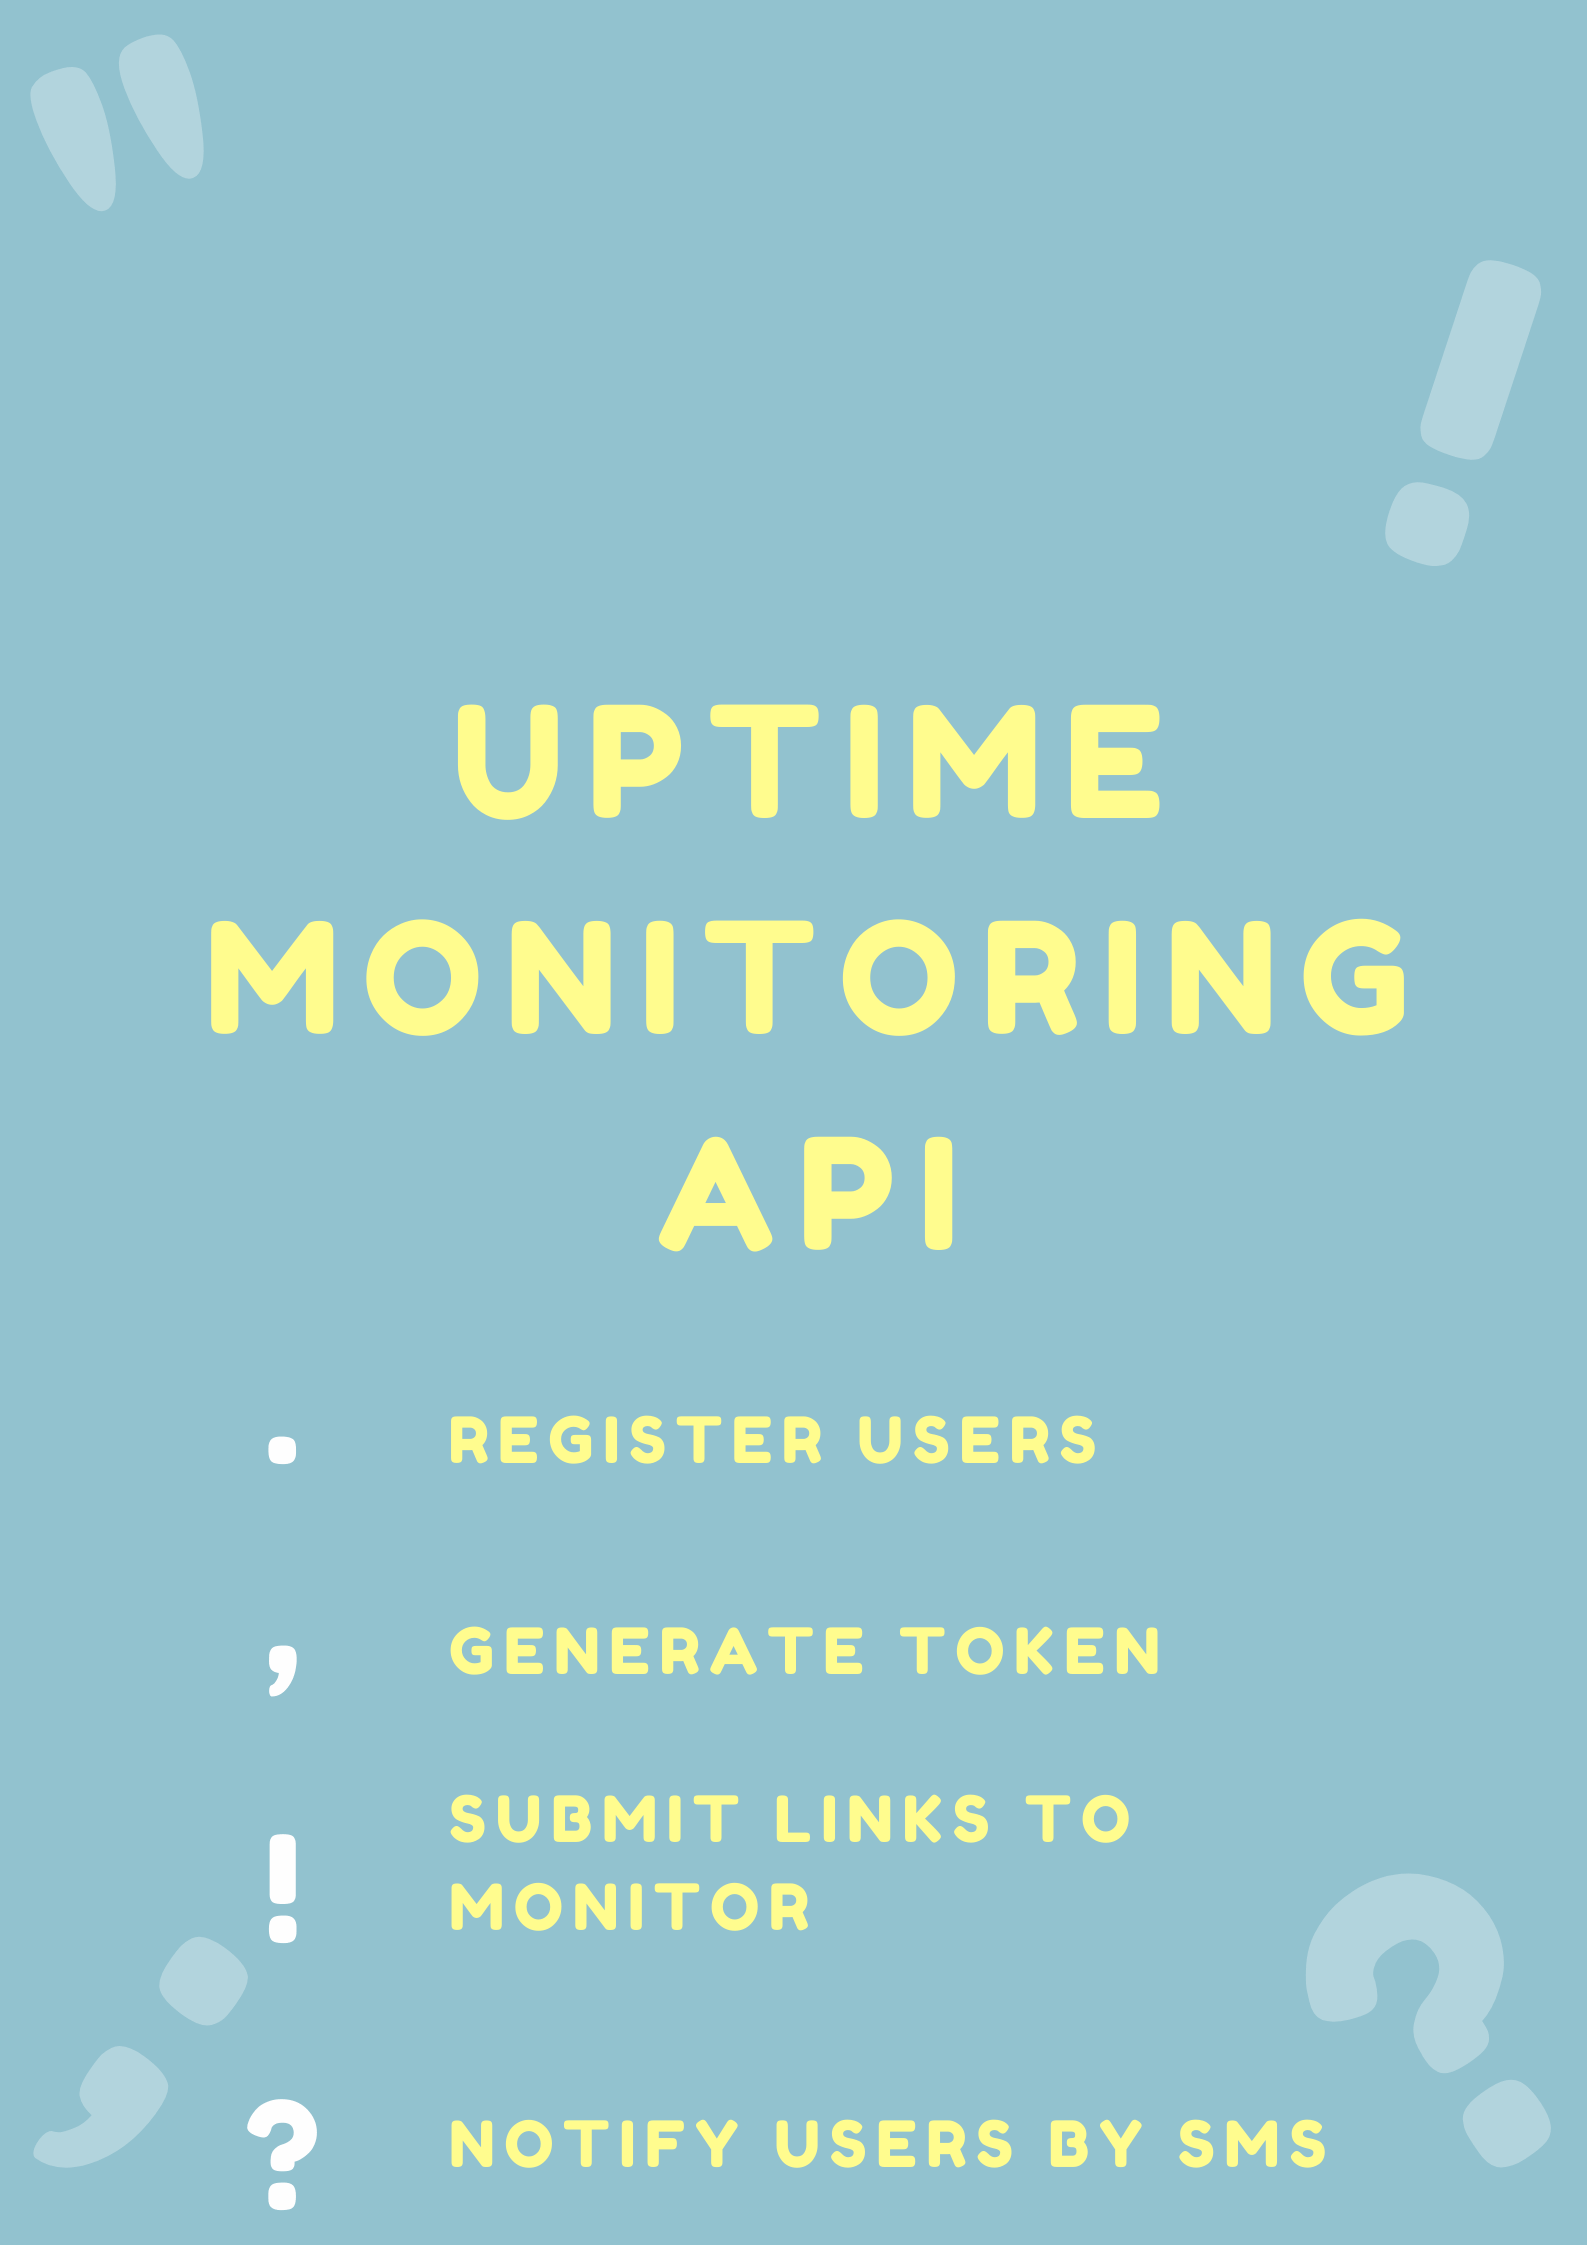 UPTIME
MONITORING
API
. REGISTER USERS
, GENERATE TOKEN
! SUBMIT LINKS TO
MONITOR
? NOTIFY USERS BY SMS